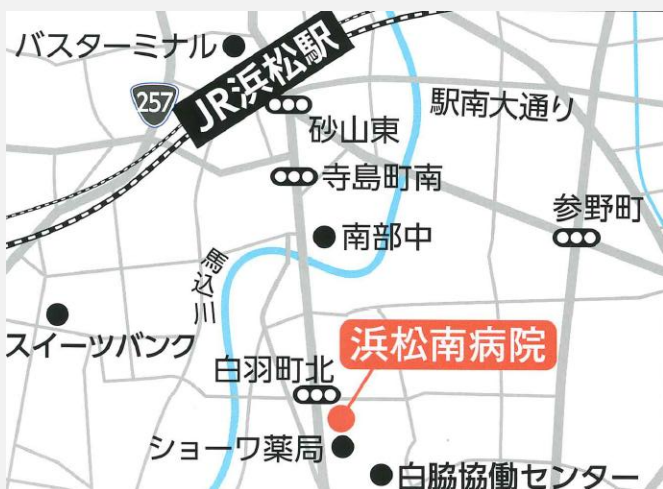 バスターミナル
JR浜松駅
257
駅南大通り
砂山東
寺島町南
参野町
南部中
馬込川
スイーツバンク
浜松南病院
白羽町北
ショーワ薬局
白脇協働センター